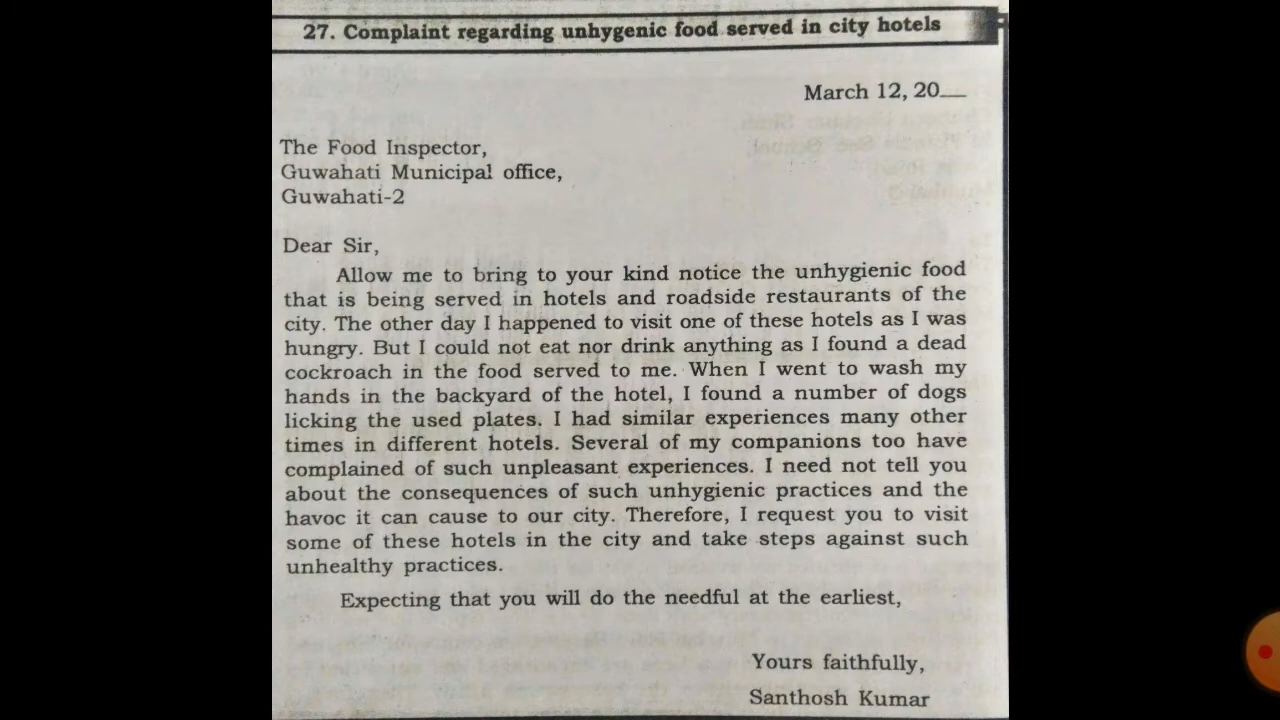 27. Complaint regarding unhygenic food served in city hotels
March 12, 20__
The Food Inspector,
Guwahati Municipal office,
Guwahati-2
Dear Sir,
Allow me to bring to your kind notice the unhygienic food
that is being served in hotels and roadside restaurants of the
city. The other day I happened to visit one of these hotels as I was
hungry. But I could not eat nor drink anything as I found a dead
cockroach in the food served to me. When I went to wash my
hands in the backyard of the hotel, I found a number of dogs
licking the used plates. I had similar experiences many other
times in different hotels. Several of my companions too have
complained of such unpleasant experiences. I need not tell you
about the consequences of such unhygienic practices and the
havoc it can cause to our city. Therefore, I request you to visit
some of these hotels in the city and take steps against such
unhealthy practices.
Expecting that you will do the needful at the earliest,
Yours faithfully,
Santhosh Kumar